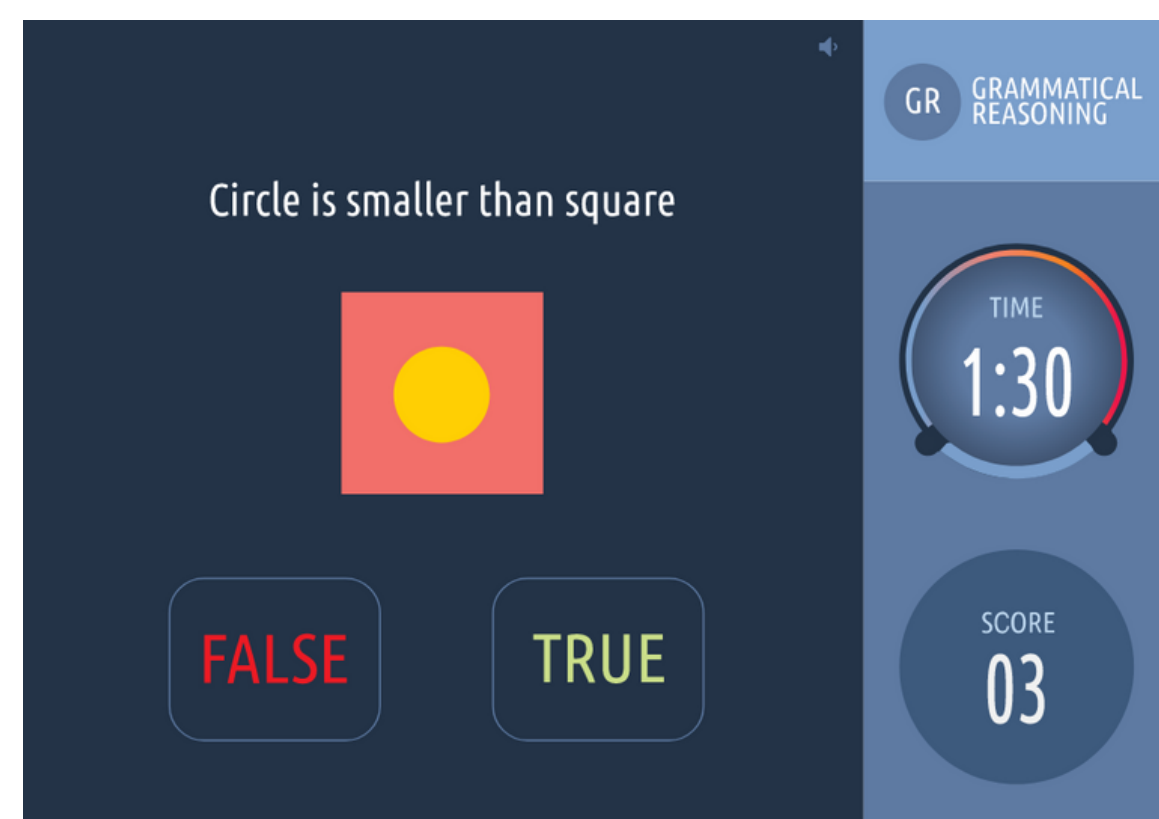 Circle is smaller than square
FALSE
TRUE
GR
GRAMMATICAL
REASONING
TIME
1:30
SCORE
03